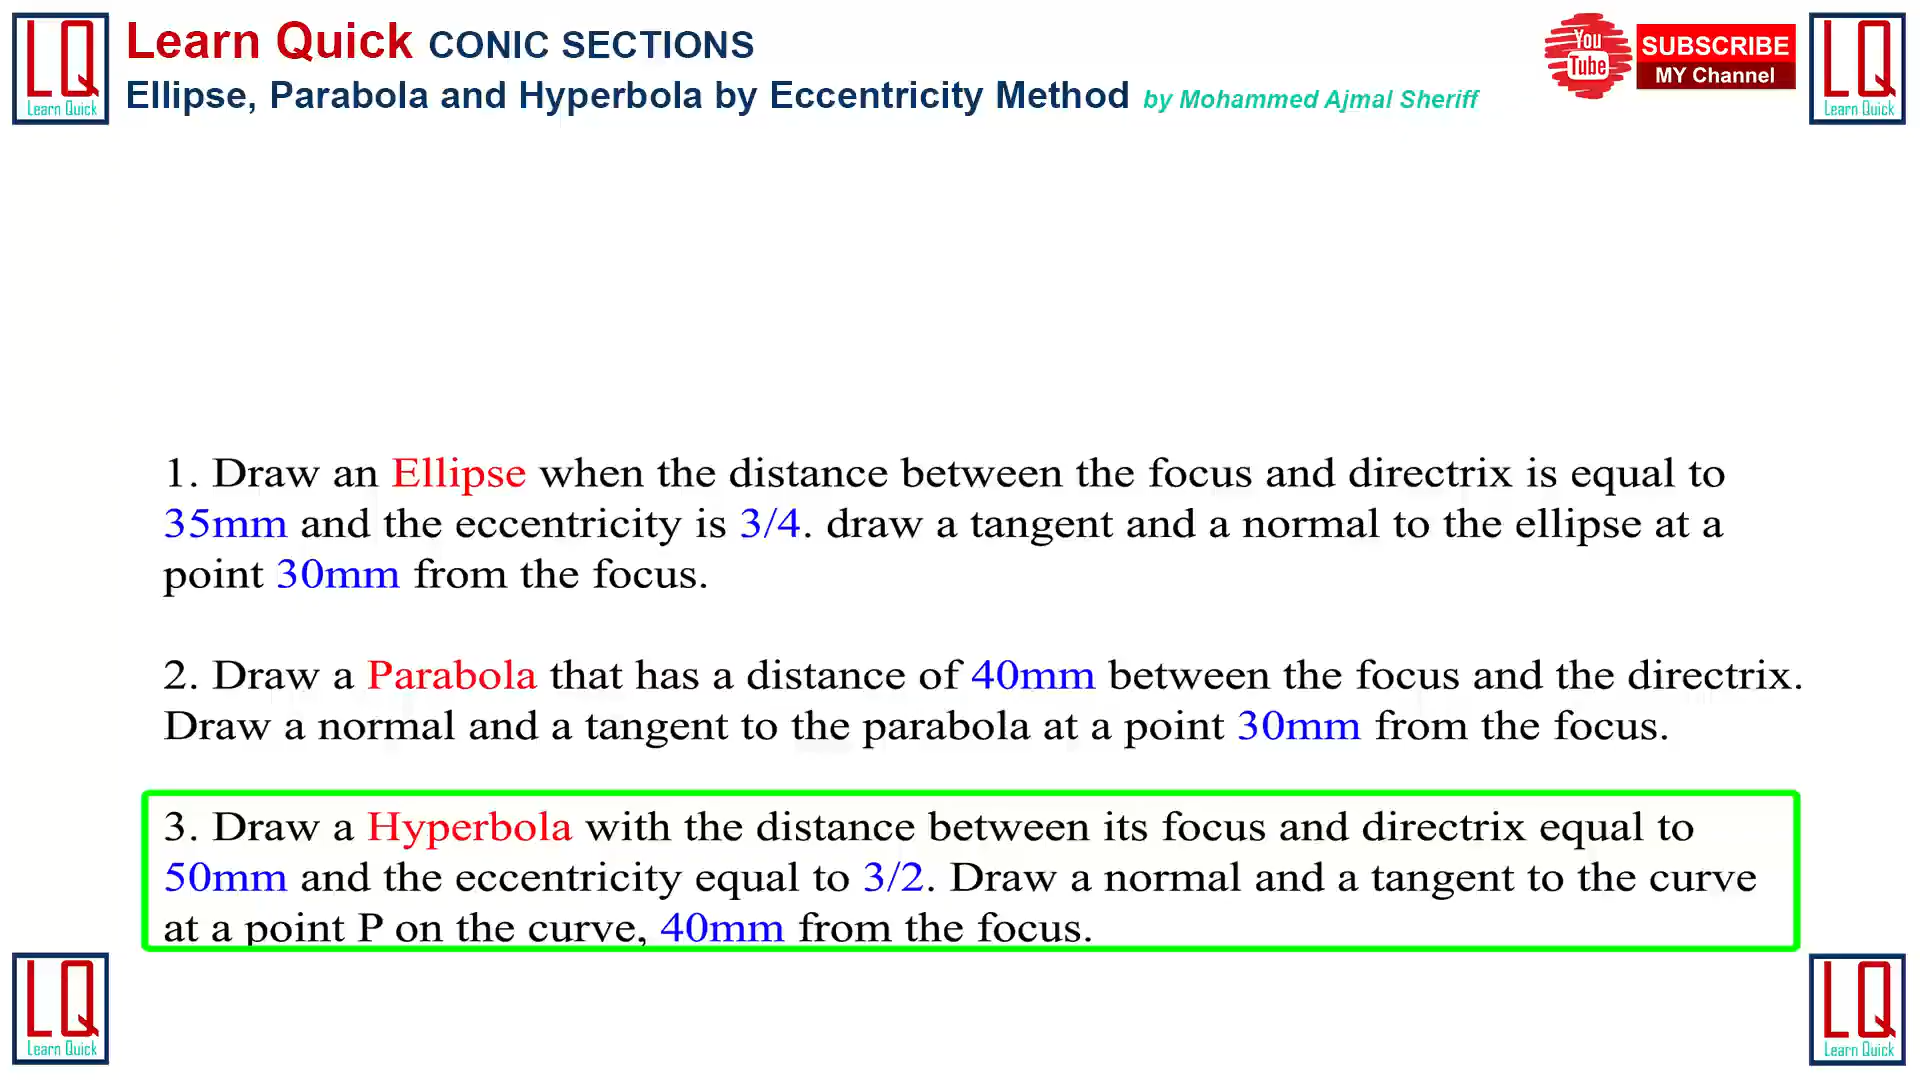 LQ
Learn Quick
Learn Quick CONIC SECTIONS
Ellipse, Parabola and Hyperbola by Eccentricity Method by Mohammed Ajmal Sheriff
You
Tube
SUBSCRIBE
MY Channel
LQ
Learn Quick
1. Draw an Ellipse when the distance between the focus and directrix is equal to
35mm and the eccentricity is 3/4. draw a tangent and a normal to the ellipse at a
point 30mm from the focus.
2. Draw a Parabola that has a distance of 40mm between the focus and the directrix.
Draw a normal and a tangent to the parabola at a point 30mm from the focus.
3. Draw a Hyperbola with the distance between its focus and directrix equal to
50mm and the eccentricity equal to 3/2. Draw a normal and a tangent to the curve
at a point P on the curve, 40mm from the focus.
LQ
Learn Quick
LQ
Learn Quick